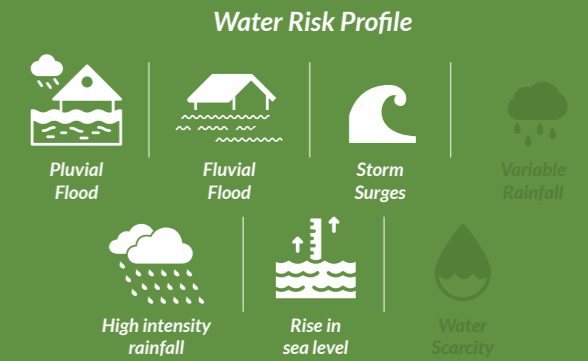 Water Risk Profile
Pluvial
Flood
Fluvial
Flood
Storm
Surges
Variable
Rainfall
High intensity
rainfall
Rise in
sea level
Water
Scarcity